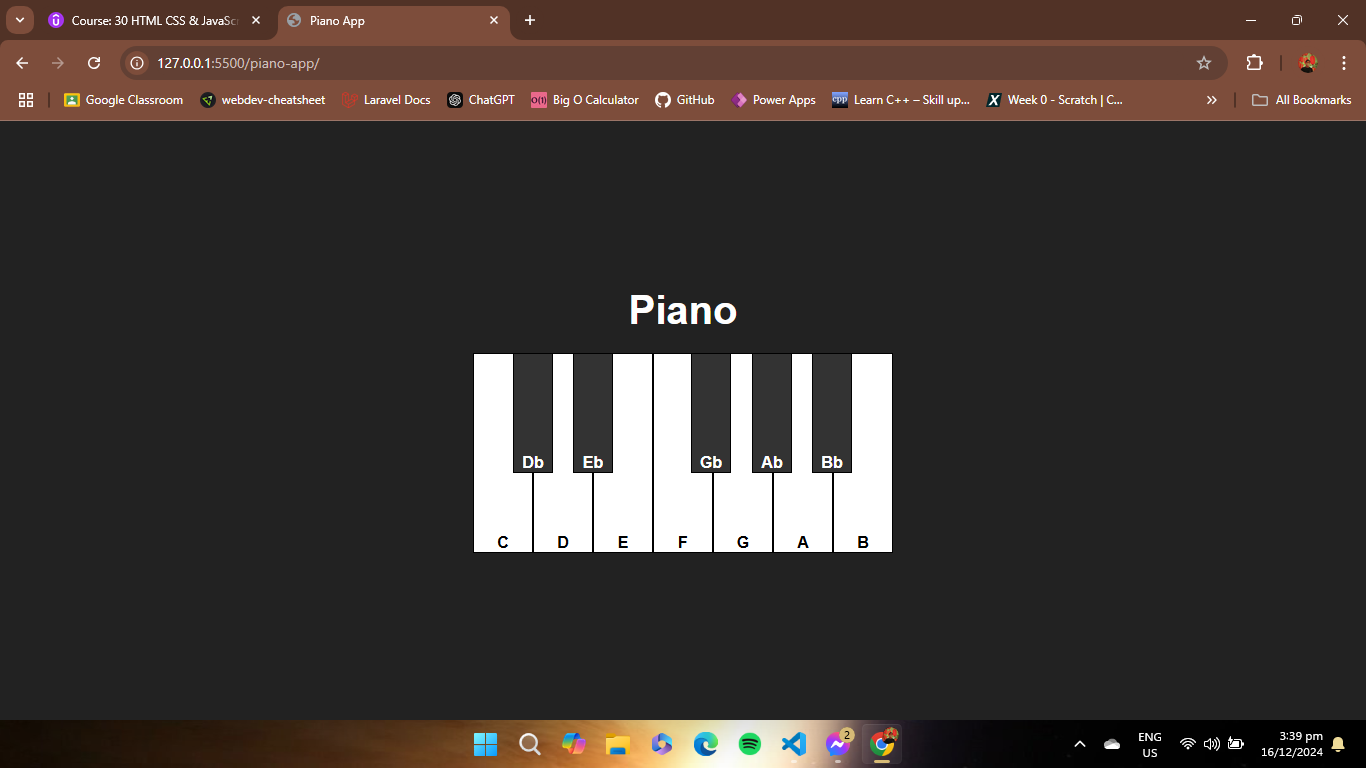 Course: 30 HTML CSS & JavaSc
Piano App
127.0.0.1:5500/piano-app/
Google Classroom
webdev-cheatsheet
Laravel Docs
ChatGPT
O(n)
Big O Calculator
GitHub
Power Apps
cpp
Learn C++ – Skill up...
X
Week 0 - Scratch | C...
»
All Bookmarks
Piano
Db Eb Gb Ab Bb
C D E F G A B
2
ENG
US
3:39 pm
16/12/2024